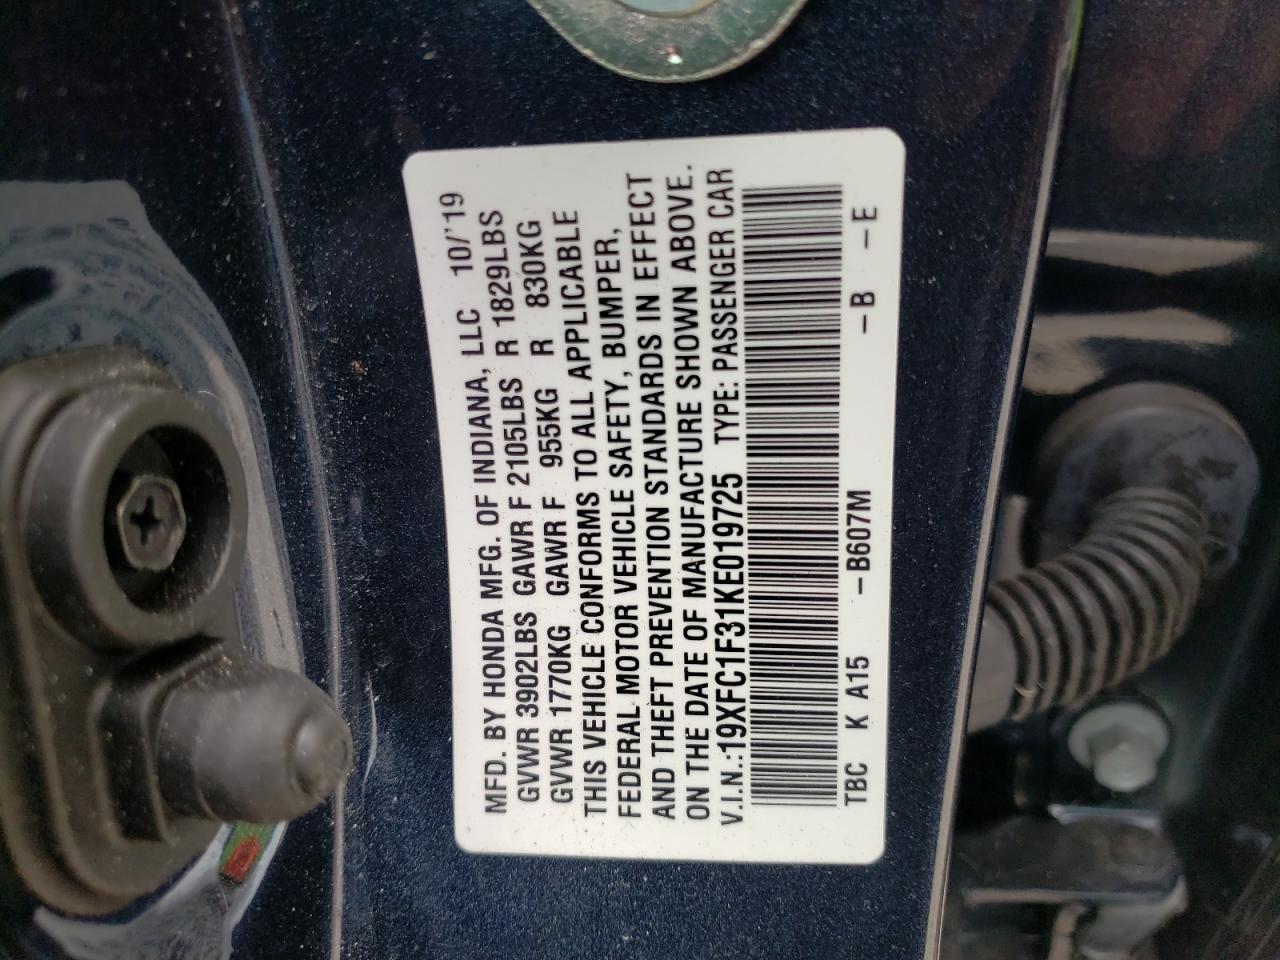 MFD. BY HONDA MFG. OF INDIANA, LLC 10/'19
GVWR 3902LBS GAWR F 2105LBS R 1829LBS
GVWR 1770KG GAWR F 955KG R 830KG
THIS VEHICLE CONFORMS TO ALL APPLICABLE
FEDERAL MOTOR VEHICLE SAFETY, BUMPER,
AND THEFT PREVENTION STANDARDS IN EFFECT
ON THE DATE OF MANUFACTURE SHOWN ABOVE.
V.I.N.:19XFC1F31KE019725 TYPE: PASSENGER CAR
TBC K A15 -B607M -B -E